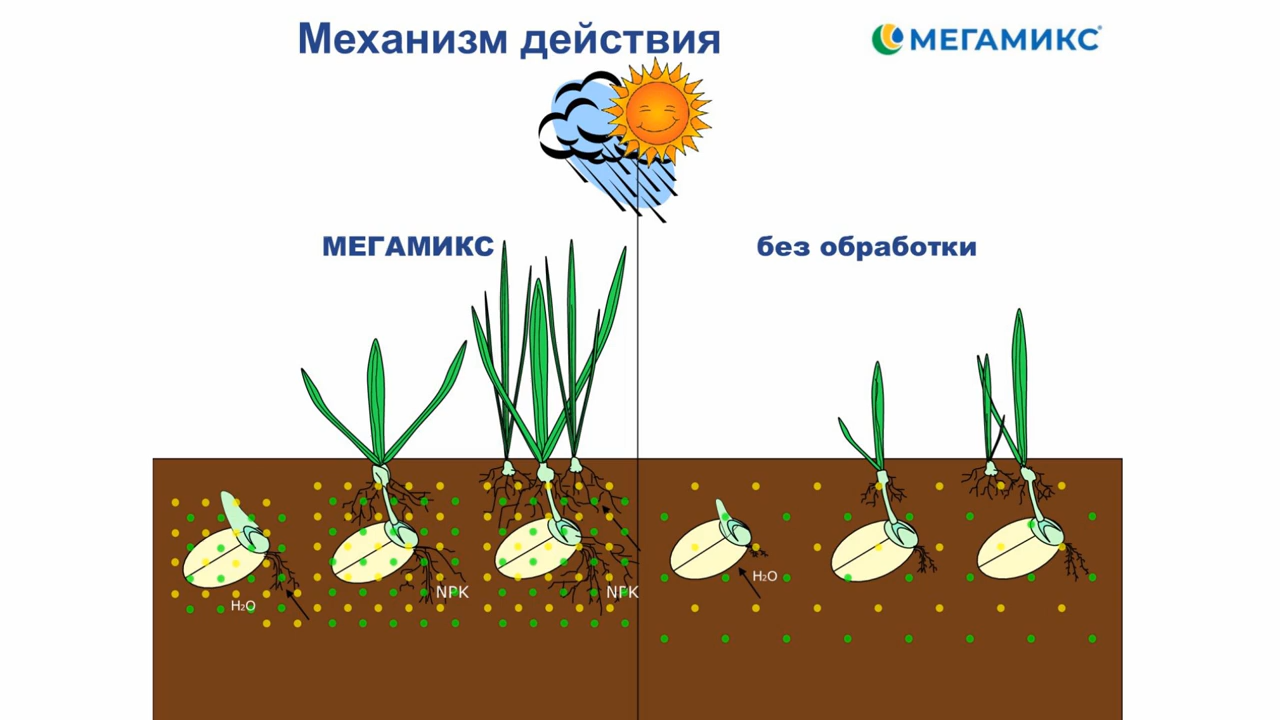 Механизм действия
МЕГАМИКС®
МЕГАМИКС
без обработки
H₂O
NPK
NPK
H₂O